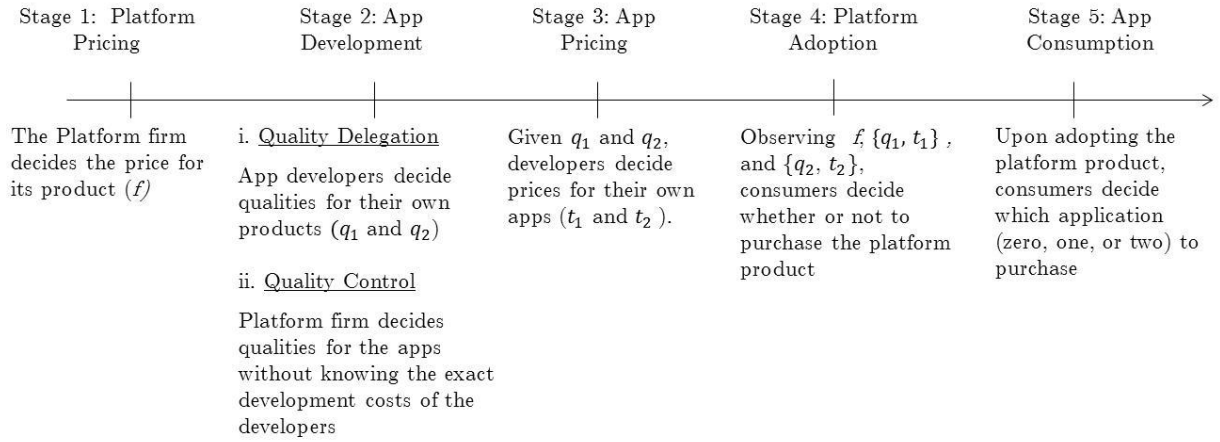 Stage 1: Platform
Pricing
Stage 2: App
Development
Stage 3: App
Pricing
Stage 4: Platform
Adoption
Stage 5: App
Consumption
The Platform firm
decides the price for
its product (f)
i. Quality Delegation
App developers decide
qualities for their own
products (q₁ and q₂)
ii. Quality Control
Platform firm decides
qualities for the apps
without knowing the exact
development costs of the
developers
Given q₁ and q₂,
developers decide
prices for their own
apps (t₁ and t₂ ).
Observing f, {q₁, t₁} ,
and {q₂, t₂},
consumers decide
whether or not to
purchase the platform
product
Upon adopting the
platform product,
consumers decide
which application
(zero, one, or two) to
purchase